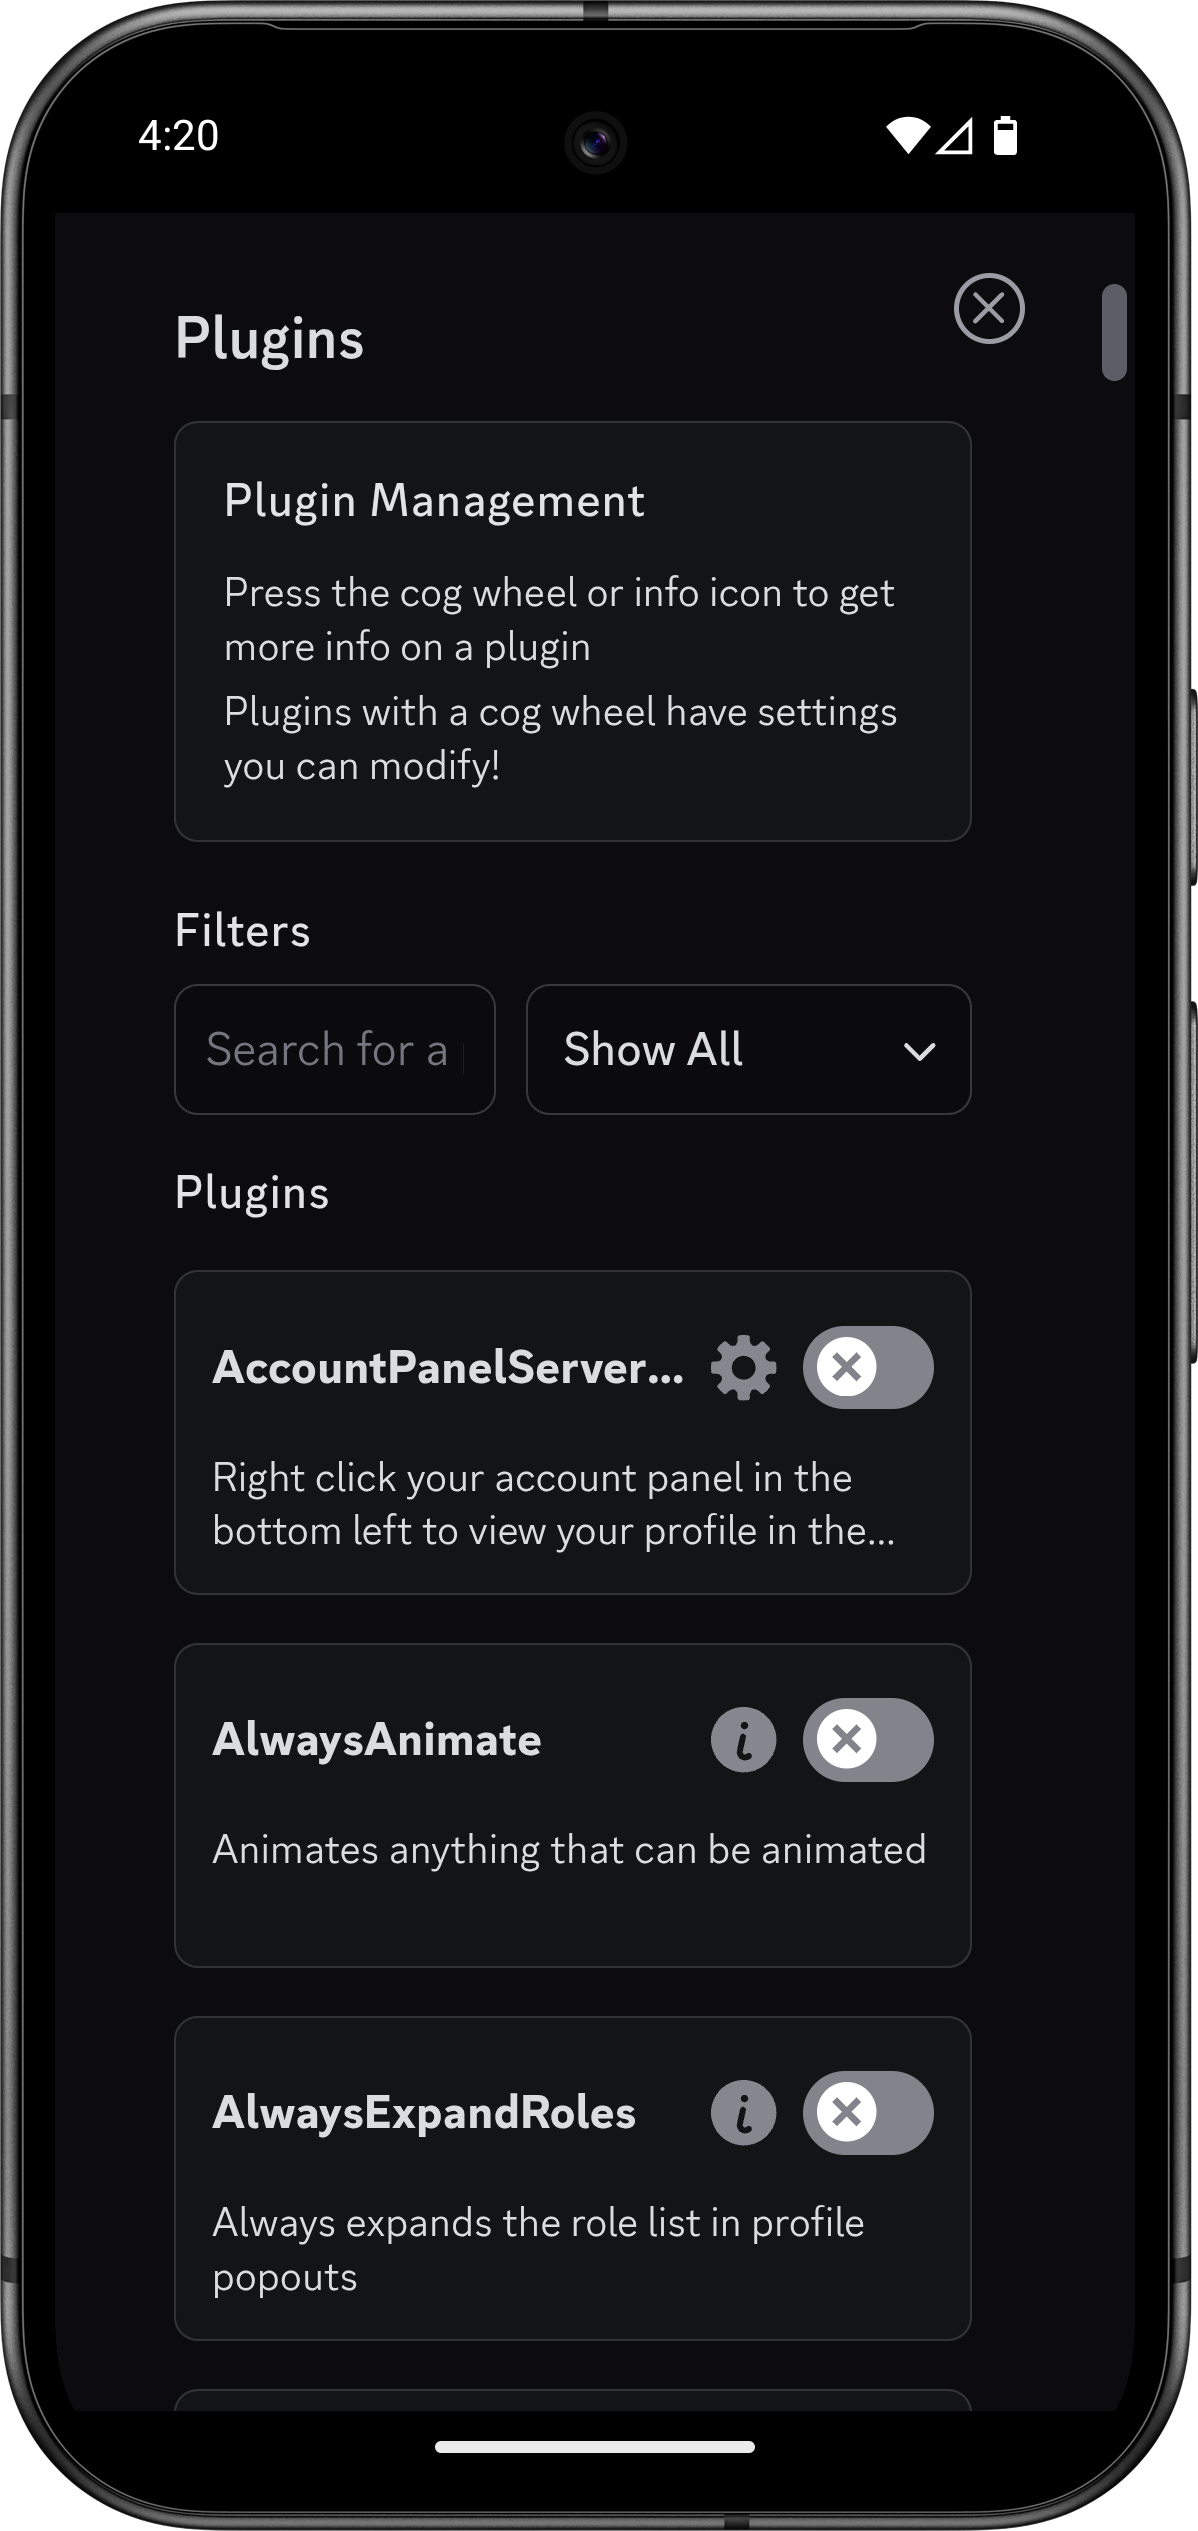 4:20
Plugins
Plugin Management
Press the cog wheel or info icon to get
more info on a plugin
Plugins with a cog wheel have settings
you can modify!
Filters
Search for a
Show All
Plugins
AccountPanelServer...
Right click your account panel in the
bottom left to view your profile in the...
AlwaysAnimate
Animates anything that can be animated
AlwaysExpandRoles
Always expands the role list in profile
popouts